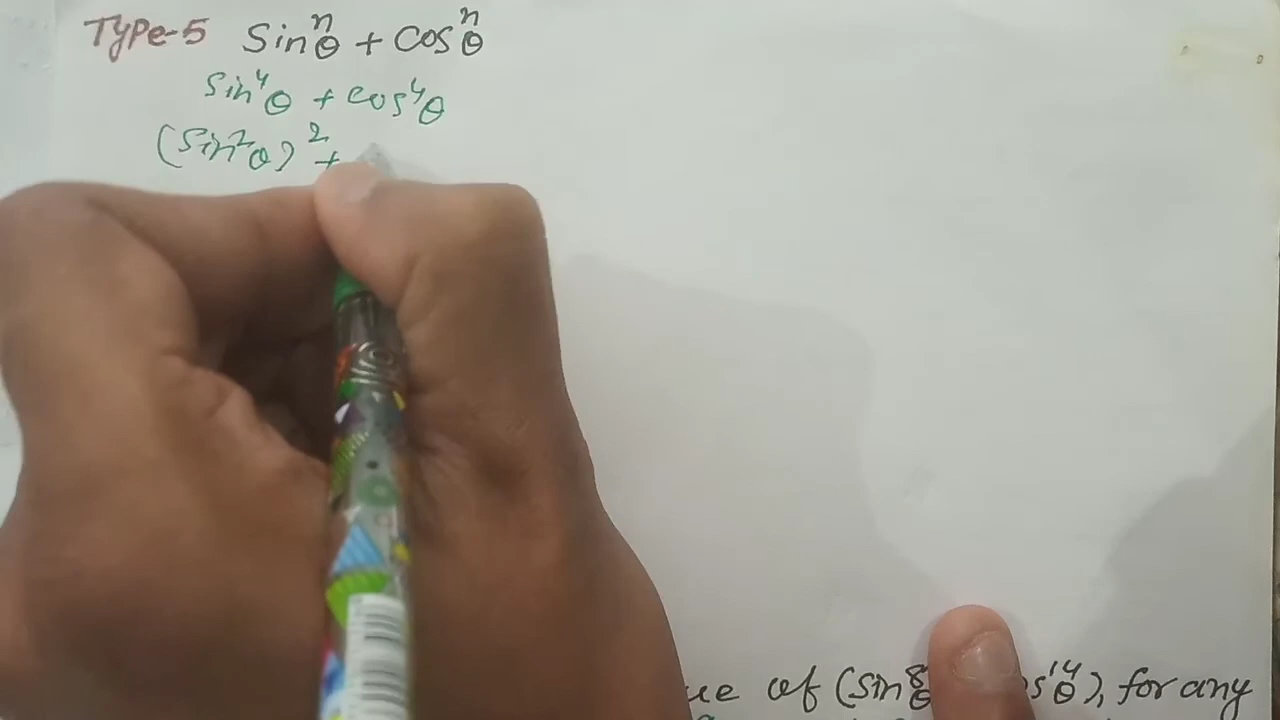 Type-5 Sinⁿθ + Cosⁿθ
Sin⁴θ + cos⁴θ
(Sin²θ)² +
of (Sin⁸θ s¹⁴θ), for any